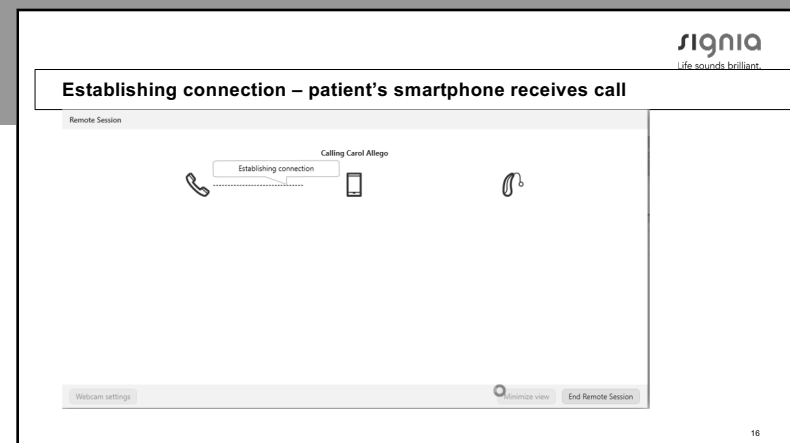 signia
Life sounds brilliant.
Establishing connection – patient's smartphone receives call
Remote Session
Calling Carol Allego
Establishing connection
Webcam settings
Minimize view
End Remote Session
16